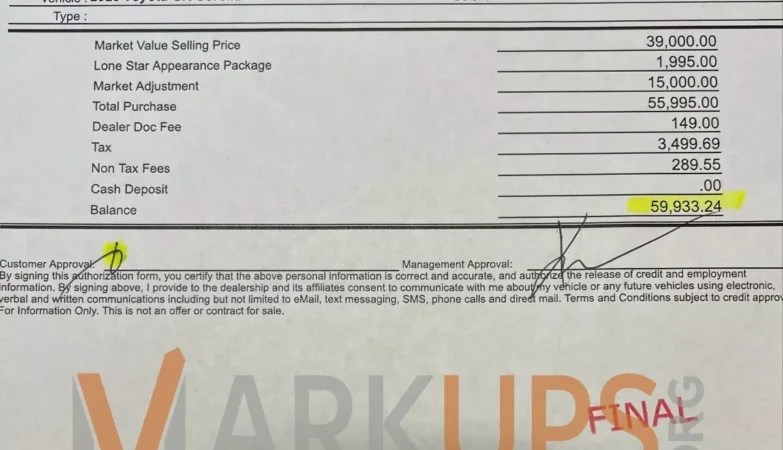 Type :
Market Value Selling Price 39,000.00
Lone Star Appearance Package 1,995.00
Market Adjustment 15,000.00
Total Purchase 55,995.00
Dealer Doc Fee 149.00
Tax 3,499.69
Non Tax Fees 289.55
Cash Deposit .00
Balance 59,933.24
Customer Approval: Management Approval:
By signing this authorization form, you certify that the above personal information is correct and accurate, and authorize the release of credit and employment
information. By signing above, I provide to the dealership and its affiliates consent to communicate with me about my vehicle or any future vehicles using electronic,
verbal and written communications including but not limited to eMail, text messaging, SMS, phone calls and direct mail. Terms and Conditions subject to credit approv
For Information Only. This is not an offer or contract for sale.
MARKUPS
ORG
FINAL